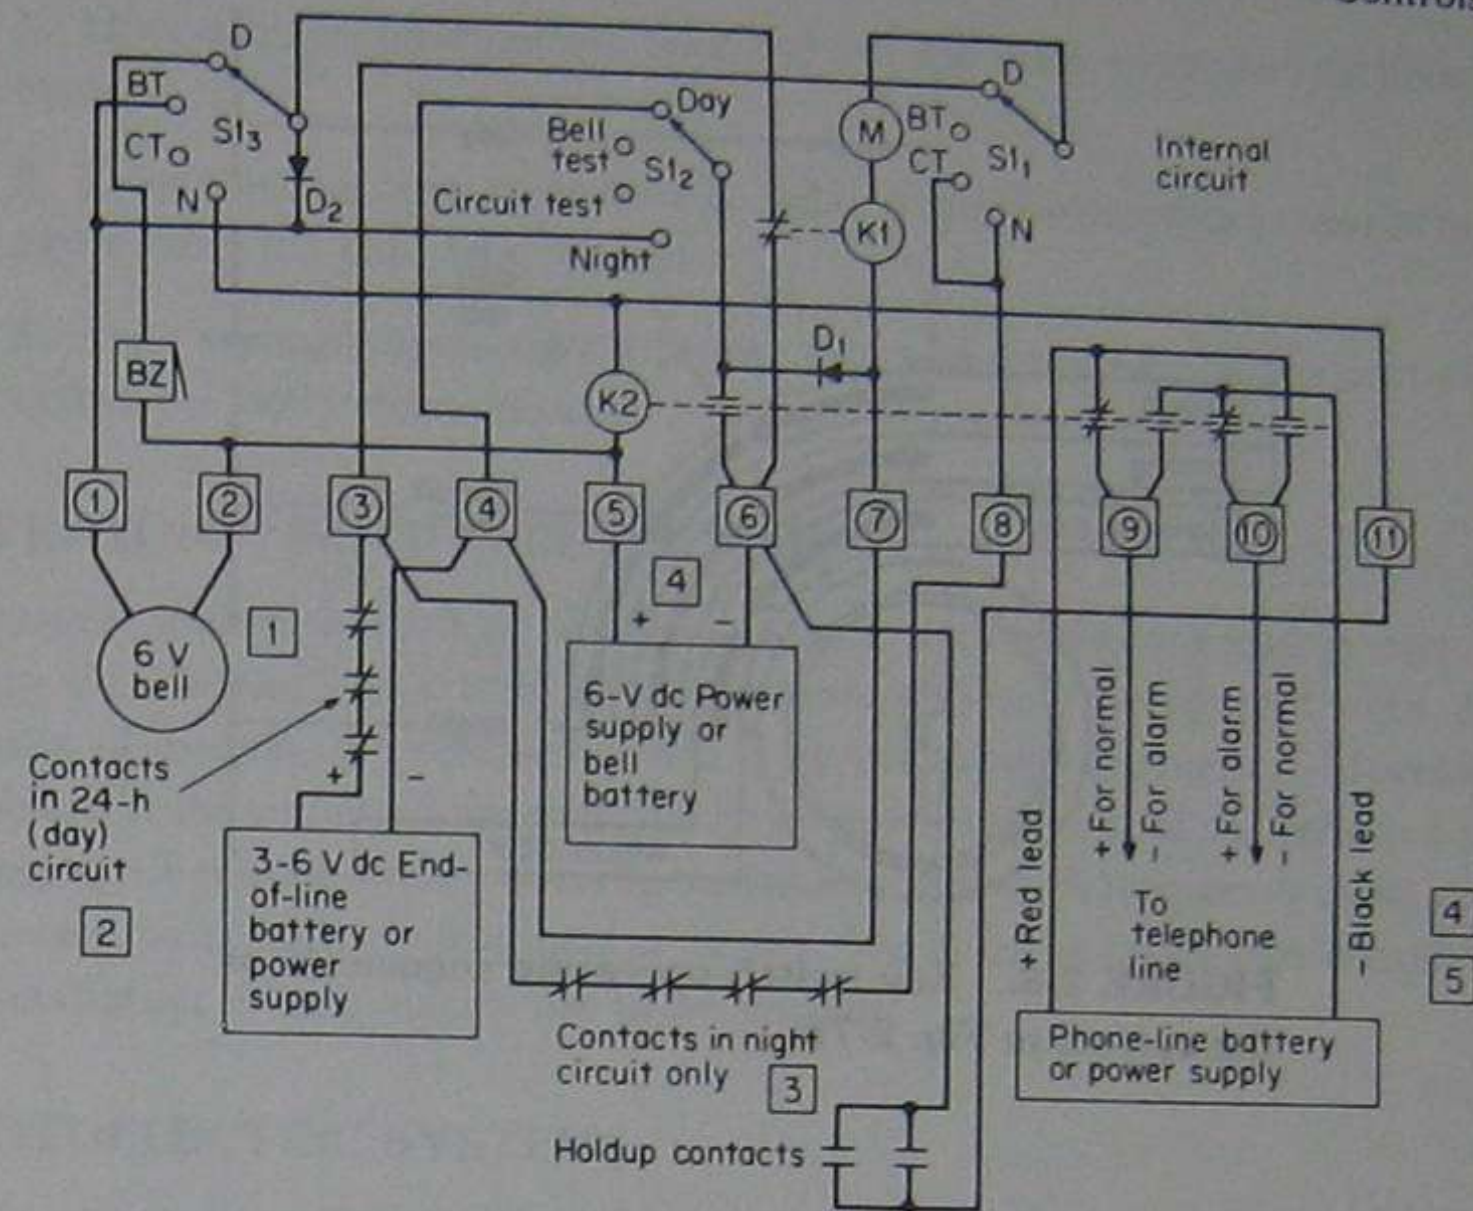 D
BT
CT
S1₃
N
D₂
Day
Bell
test
S1₂
Circuit test
Night
M
K1
D
BT
CT
S1₁
N
Internal
circuit
BZ
K2
D₁
1
2
3
4
5
6
7
8
9
10
11
6 V
bell
1
4
+
−
6-V dc Power
supply or
bell
battery
Contacts
in 24-h
(day)
circuit
2
+
−
3-6 V dc End-
of-line
battery or
power
supply
+ Red lead
+ For normal
− For alarm
+ For alarm
− For normal
− Black lead
To
telephone
line
4
5
Contacts in night
circuit only
3
Phone-line battery
or power supply
Holdup contacts